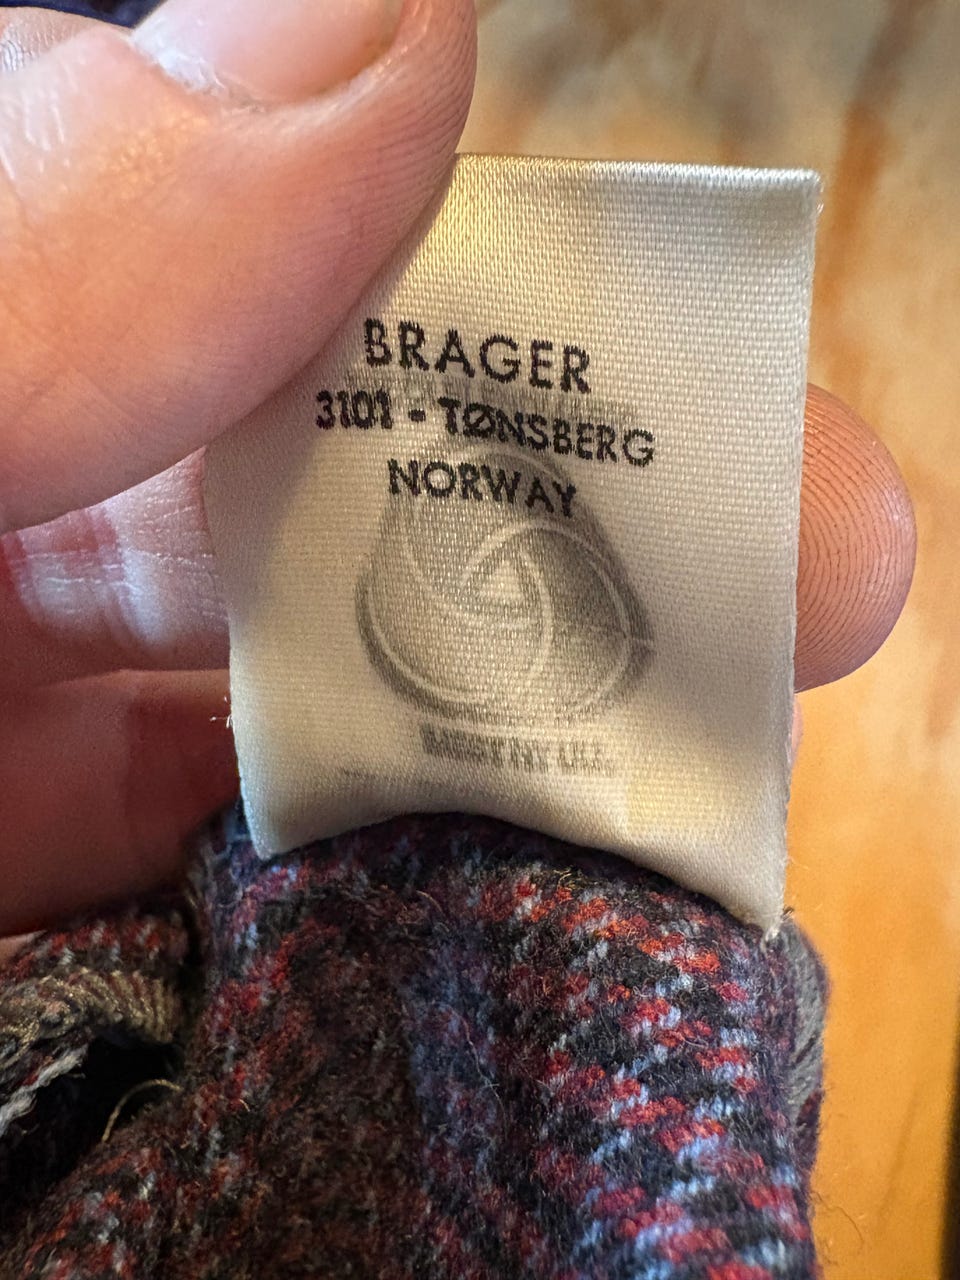 BRAGER
3101 • TØNSBERG
NORWAY